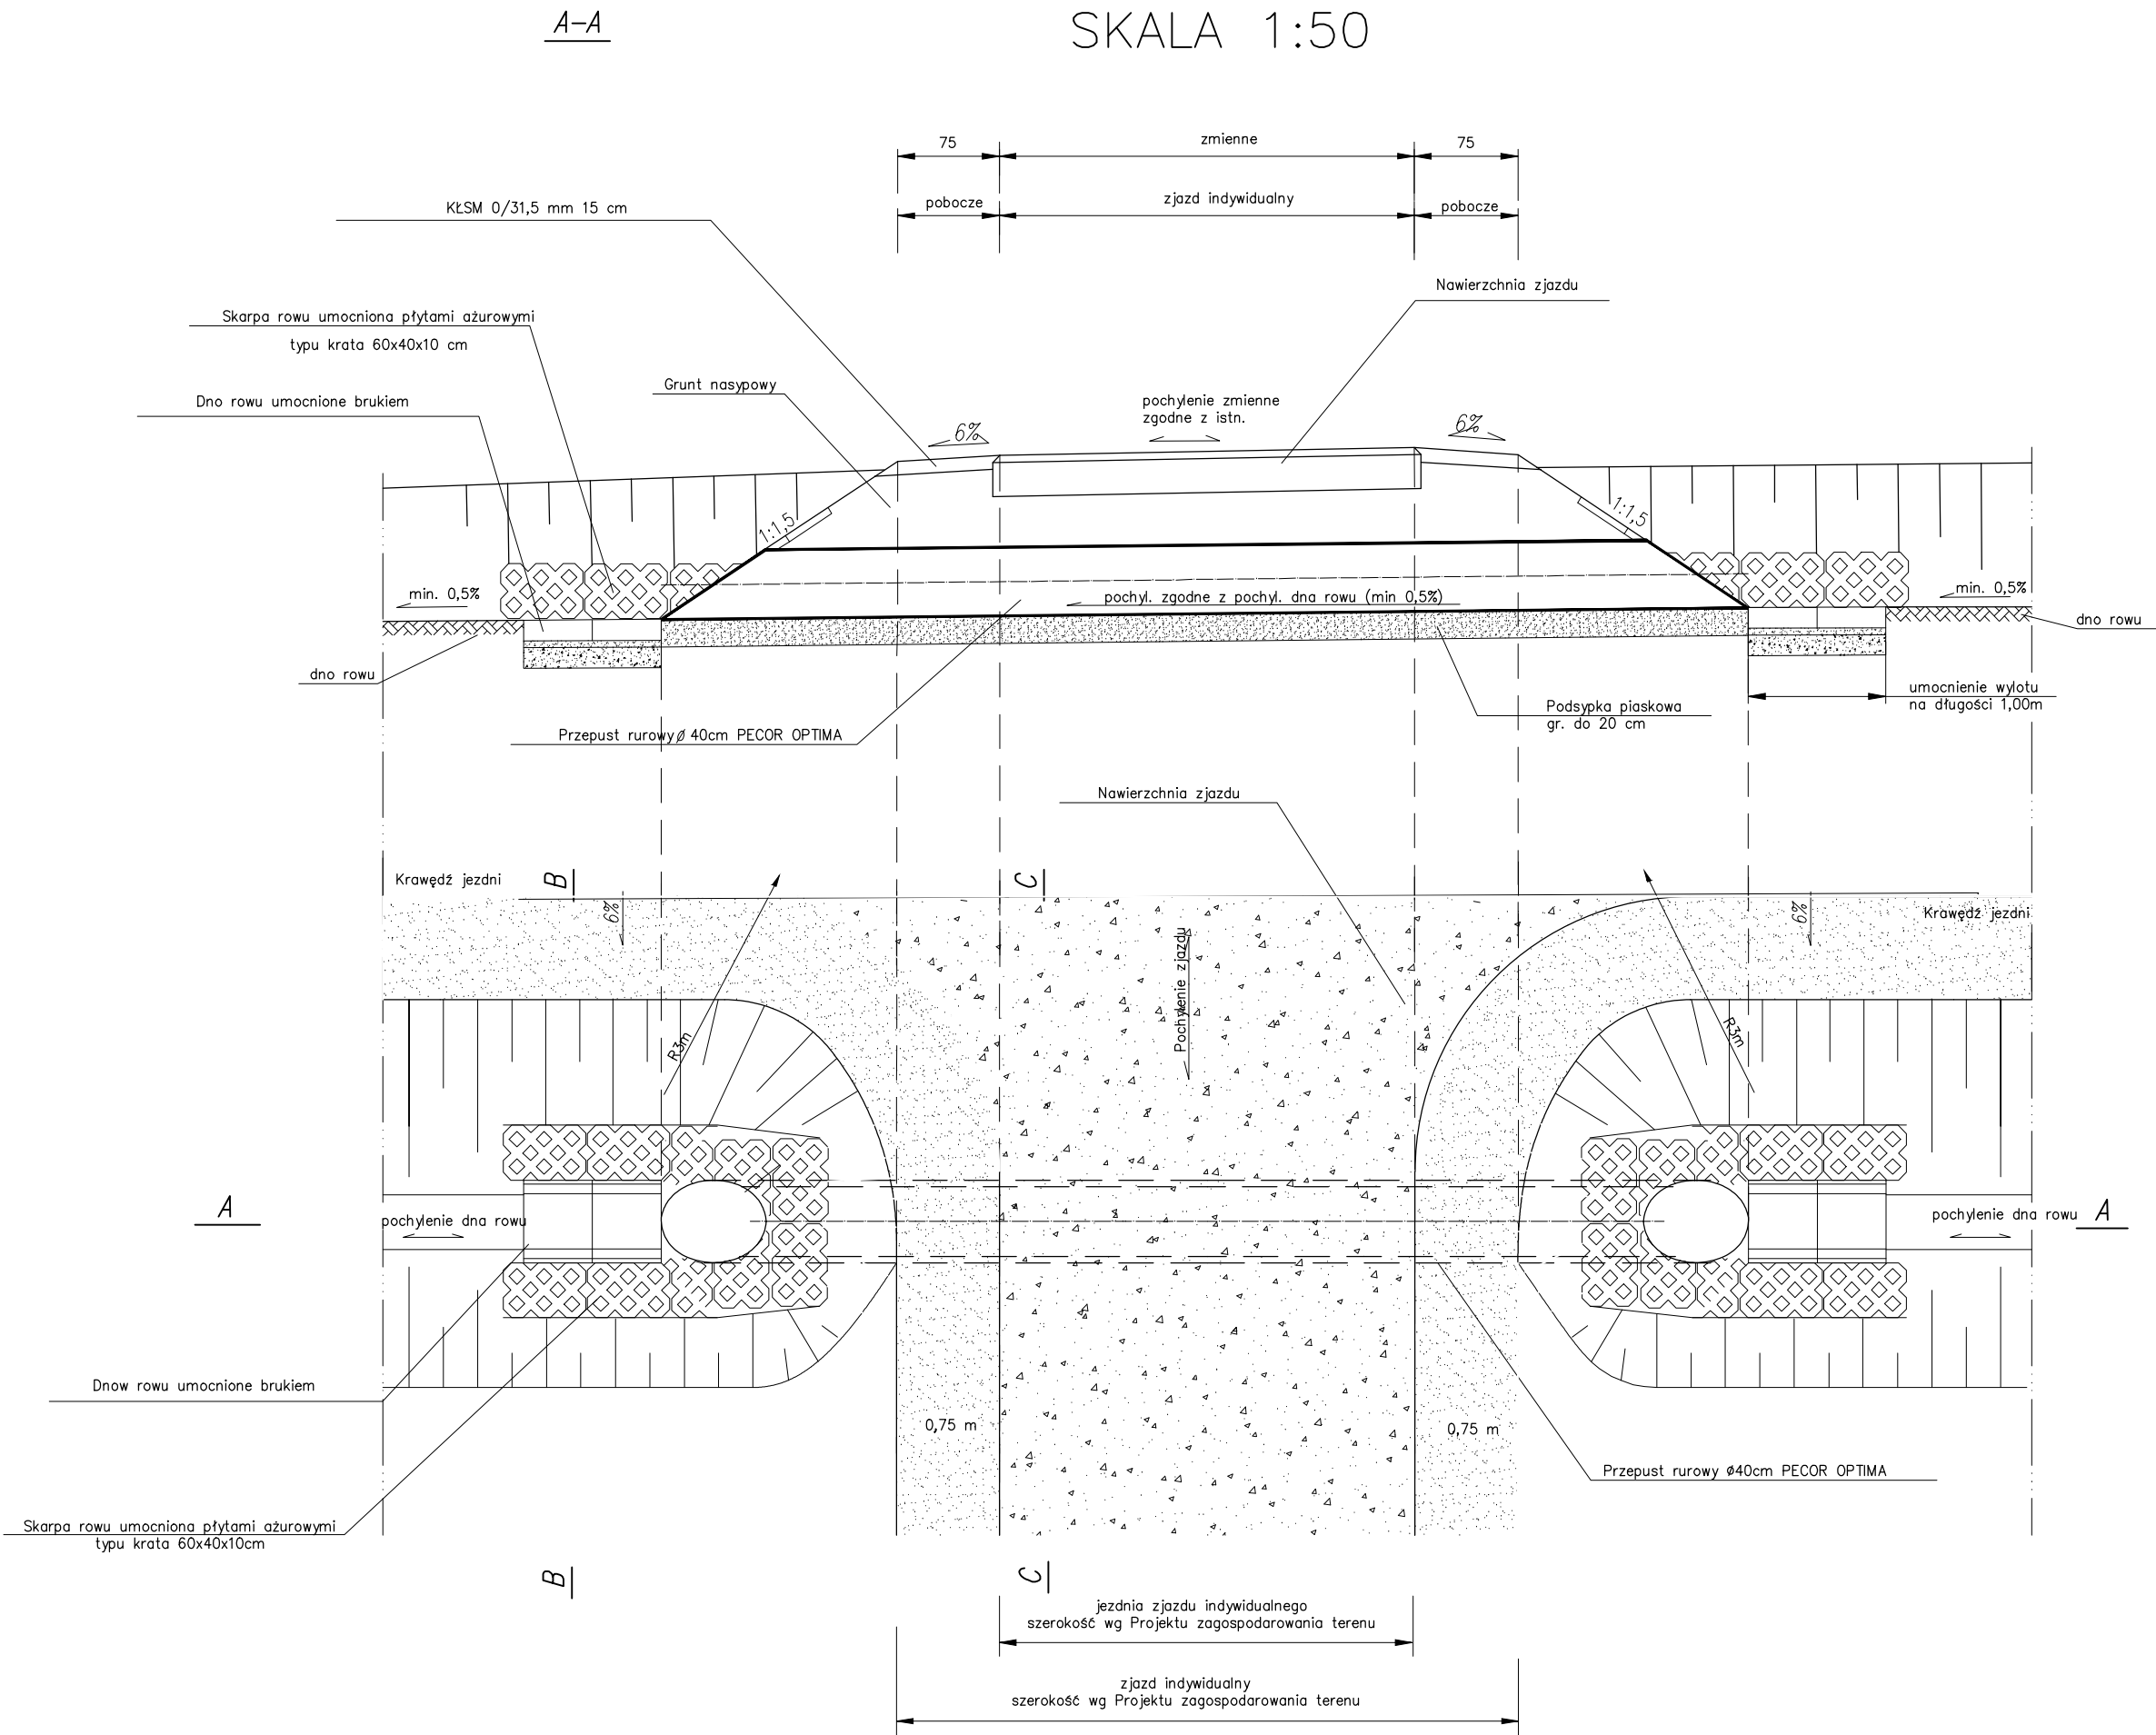 A-A
SKALA 1:50
75
zmienne
75
pobocze
zjazd indywidualny
pobocze
KŁSM 0/31,5 mm 15 cm
Nawierzchnia zjazdu
Skarpa rowu umocniona płytami ażurowymi
typu krata 60x40x10 cm
Grunt nasypowy
Dno rowu umocnione brukiem
pochylenie zmienne
zgodne z istn.
6%
6%
1:1,5
1:1,5
min. 0,5%
pochyl. zgodne z pochyl. dna rowu (min 0,5%)
min. 0,5%
dno rowu
dno rowu
umocnienie wylotu
na długości 1,00m
Podsypka piaskowa
gr. do 20 cm
Przepust rurowy Ø 40cm PECOR OPTIMA
Nawierzchnia zjazdu
Krawędź jezdni
B
C
6%
6%
Krawędź jezdni
Pochylenie zjazdu
R3m
R3m
A
pochylenie dna rowu
pochylenie dna rowu
A
Dnow rowu umocnione brukiem
0,75 m
0,75 m
Przepust rurowy Ø40cm PECOR OPTIMA
Skarpa rowu umocniona płytami ażurowymi
typu krata 60x40x10cm
B
C
jezdnia zjazdu indywidualnego
szerokość wg Projektu zagospodarowania terenu
zjazd indywidualny
szerokość wg Projektu zagospodarowania terenu